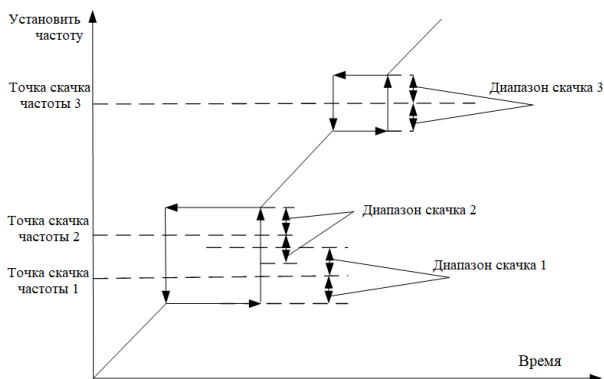 Установить
частоту
Точка скачка
частоты 3
Диапазон скачка 3
Точка скачка
частоты 2
Диапазон скачка 2
Точка скачка
частоты 1
Диапазон скачка 1
Время